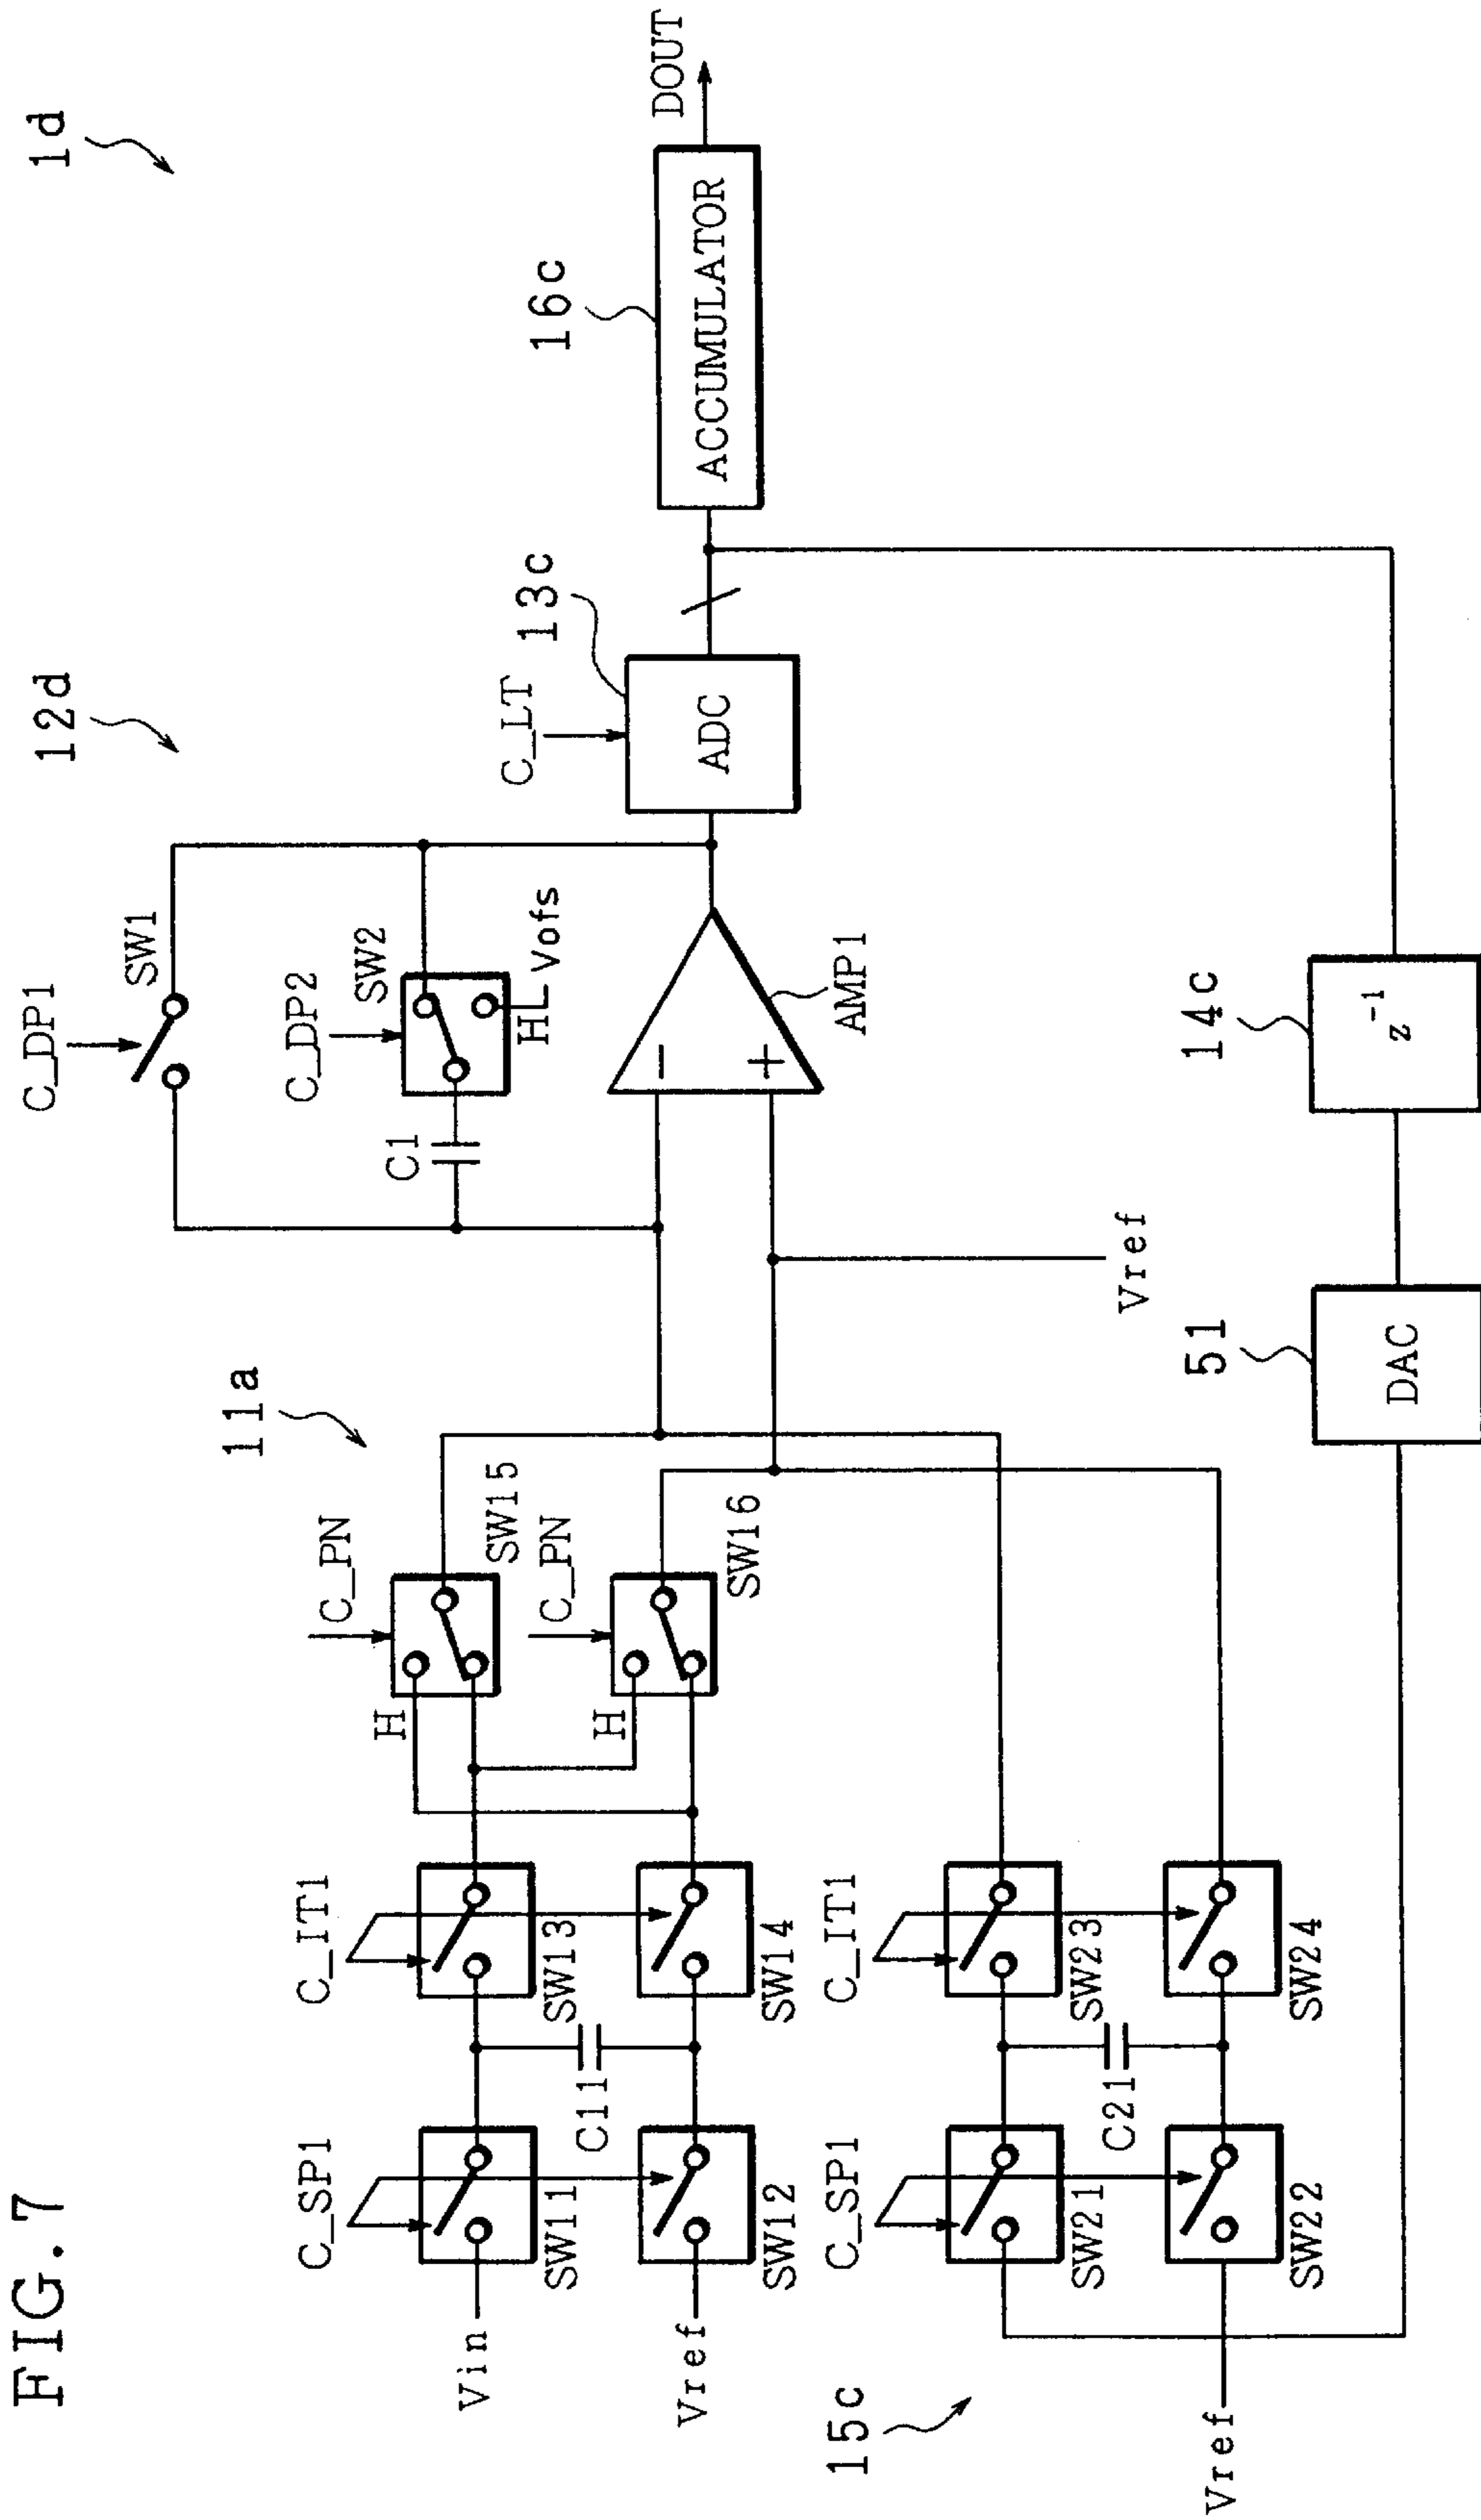 FIG. 7
1d
12d
C_DP1
SW1
11a
C_DP2
SW2
C1
H
L
Vofs
16c
13c
C_LT
DOUT
ACCUMULATOR
ADC
AMP1
−
+
Vref
C_PN
SW15
H
C_PN
SW16
H
C_SP1
C_IT1
Vin
SW11
SW13
C11
Vref
SW12
SW14
15c
C_SP1
C_IT1
SW21
SW23
C21
Vref
SW22
SW24
51
DAC
14c
z-1